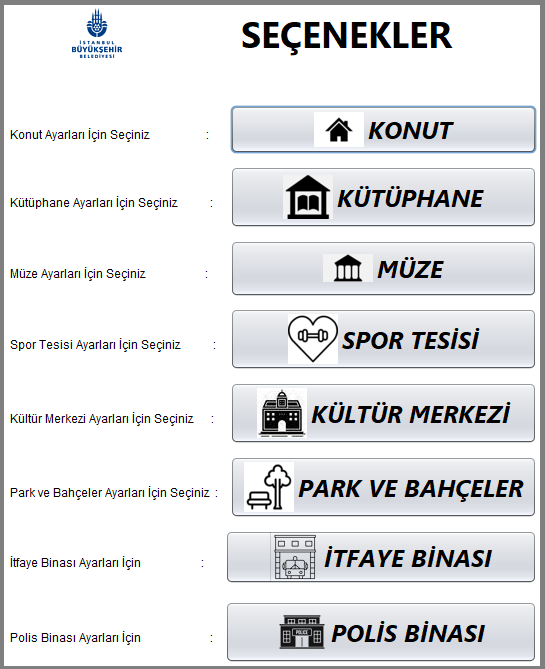 İSTANBUL
BÜYÜKŞEHİR
BELEDİYESİ
SEÇENEKLER
Konut Ayarları İçin Seçiniz :
KONUT
Kütüphane Ayarları İçin Seçiniz :
KÜTÜPHANE
Müze Ayarları İçin Seçiniz :
MÜZE
Spor Tesisi Ayarları İçin Seçiniz :
SPOR TESİSİ
Kültür Merkezi Ayarları İçin Seçiniz :
KÜLTÜR MERKEZİ
Park ve Bahçeler Ayarları İçin Seçiniz :
PARK VE BAHÇELER
İtfaye Binası Ayarları İçin :
İTFAYE BİNASI
Polis Binası Ayarları İçin :
POLICE
POLİS BİNASI